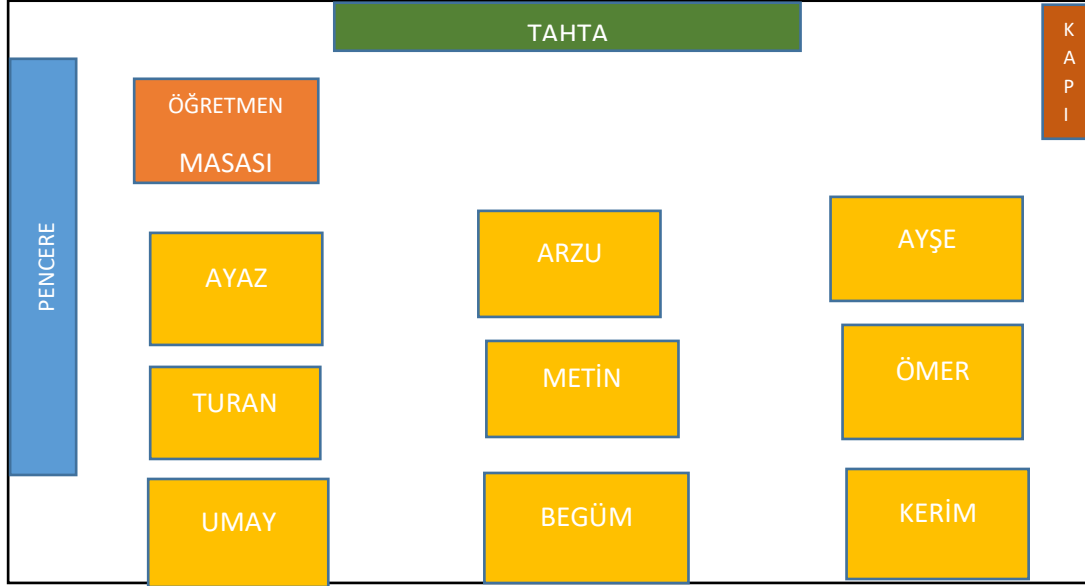 TAHTA
K
A
P
I
ÖĞRETMEN
MASASI
PENCERE
AYAZ
ARZU
AYŞE
TURAN
METİN
ÖMER
UMAY
BEGÜM
KERİM